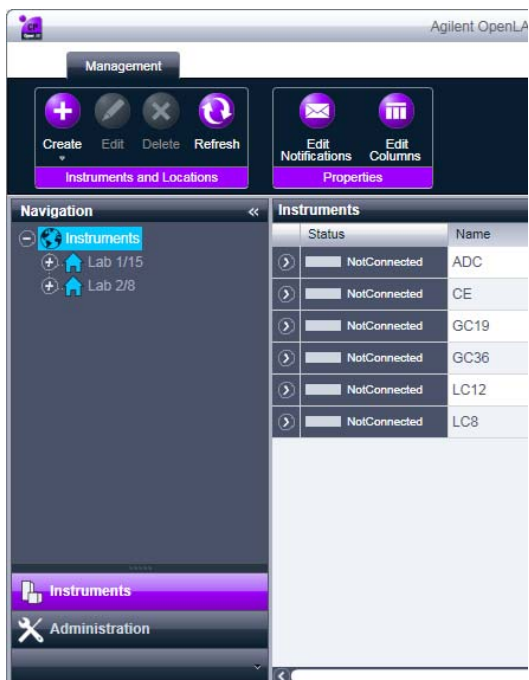 CP
Agilent OpenLA
Management
Create Edit Delete Refresh
Edit Notifications
Edit Columns
Instruments and Locations
Properties
Navigation «
Instruments
Instruments
Lab 1/15
Lab 2/8
Status Name
NotConnected ADC
NotConnected CE
NotConnected GC19
NotConnected GC36
NotConnected LC12
NotConnected LC8
Instruments
Administration